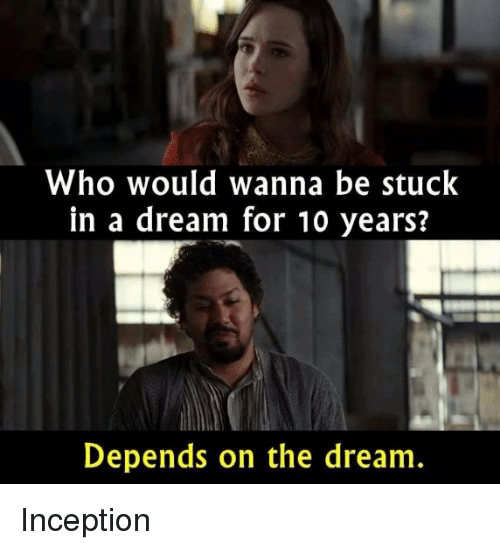 Who would wanna be stuck
in a dream for 10 years?
Depends on the dream.
Inception